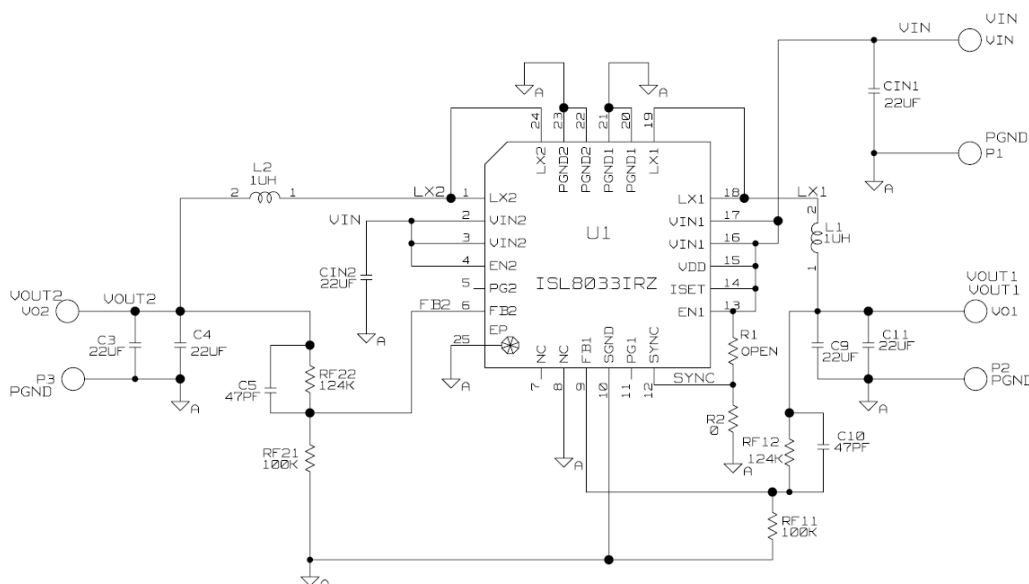 VIN
VIN
VIN
CIN1
22UF
PGND
P1
A
A
A
24
23
22
21
20
19
LX2
PGND2
PGND2
PGND1
PGND1
LX1
L2
1UH
2
1
LX2
1
LX2
LX1
18
LX1
VIN
2
VIN2
VIN1
17
2
L1
1UH
1
3
VIN2
U1
VIN1
16
CIN2
22UF
4
EN2
VDD
15
5
PG2
ISL8033IRZ
ISET
14
VOUT2
VO2
VOUT2
FB2
6
FB2
EN1
13
VOUT1
VOUT1
VO1
EP
25
A
A
NC
NC
FB1
SGND
PG1
SYNC
7
8
9
10
11
12
SYNC
R1
OPEN
R2
0
A
C3
22UF
C4
22UF
C9
22UF
C11
22UF
P3
PGND
A
P2
PGND
A
C5
47PF
RF22
124K
RF12
124K
C10
47PF
RF21
100K
A
RF11
100K
A